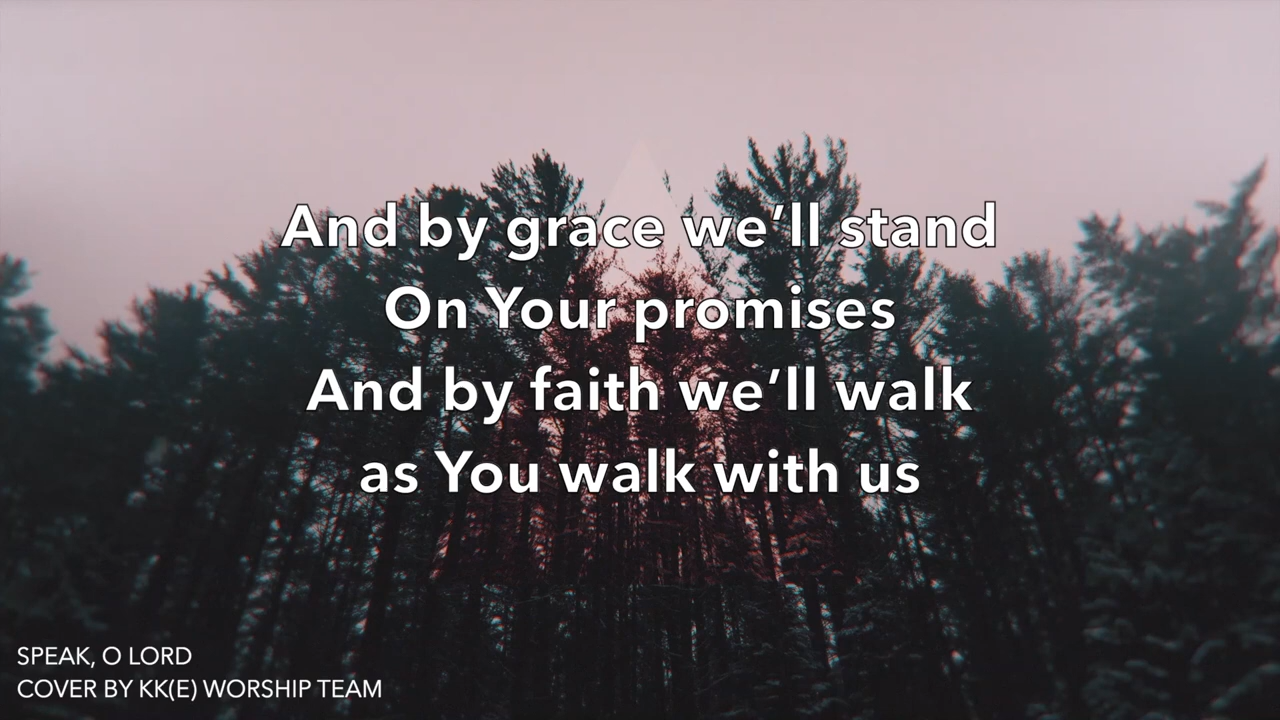 And by grace we’ll stand
On Your promises
And by faith we’ll walk
as You walk with us
SPEAK, O LORD
COVER BY KK(E) WORSHIP TEAM